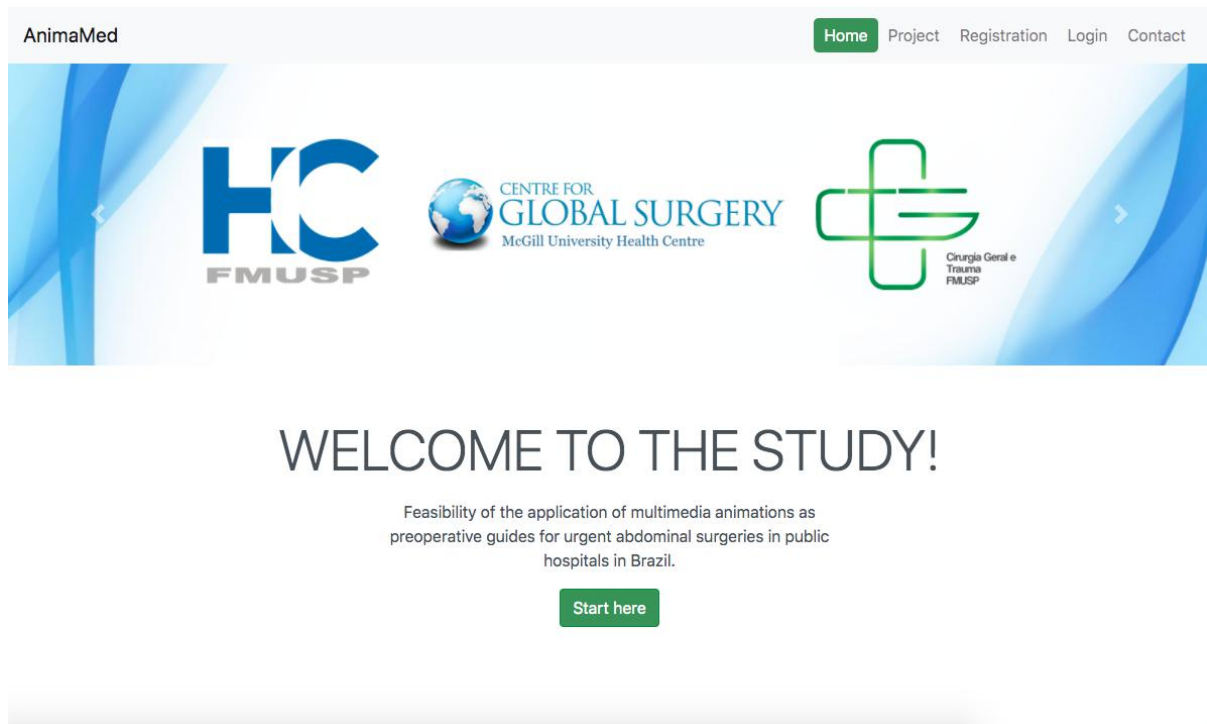 AnimaMed
Home Project Registration Login Contact
HC
FMUSP
CENTRE FOR
GLOBAL SURGERY
McGill University Health Centre
Cirurgia Geral e
Trauma
FMUSP
WELCOME TO THE STUDY!
Feasibility of the application of multimedia animations as
preoperative guides for urgent abdominal surgeries in public
hospitals in Brazil.
Start here